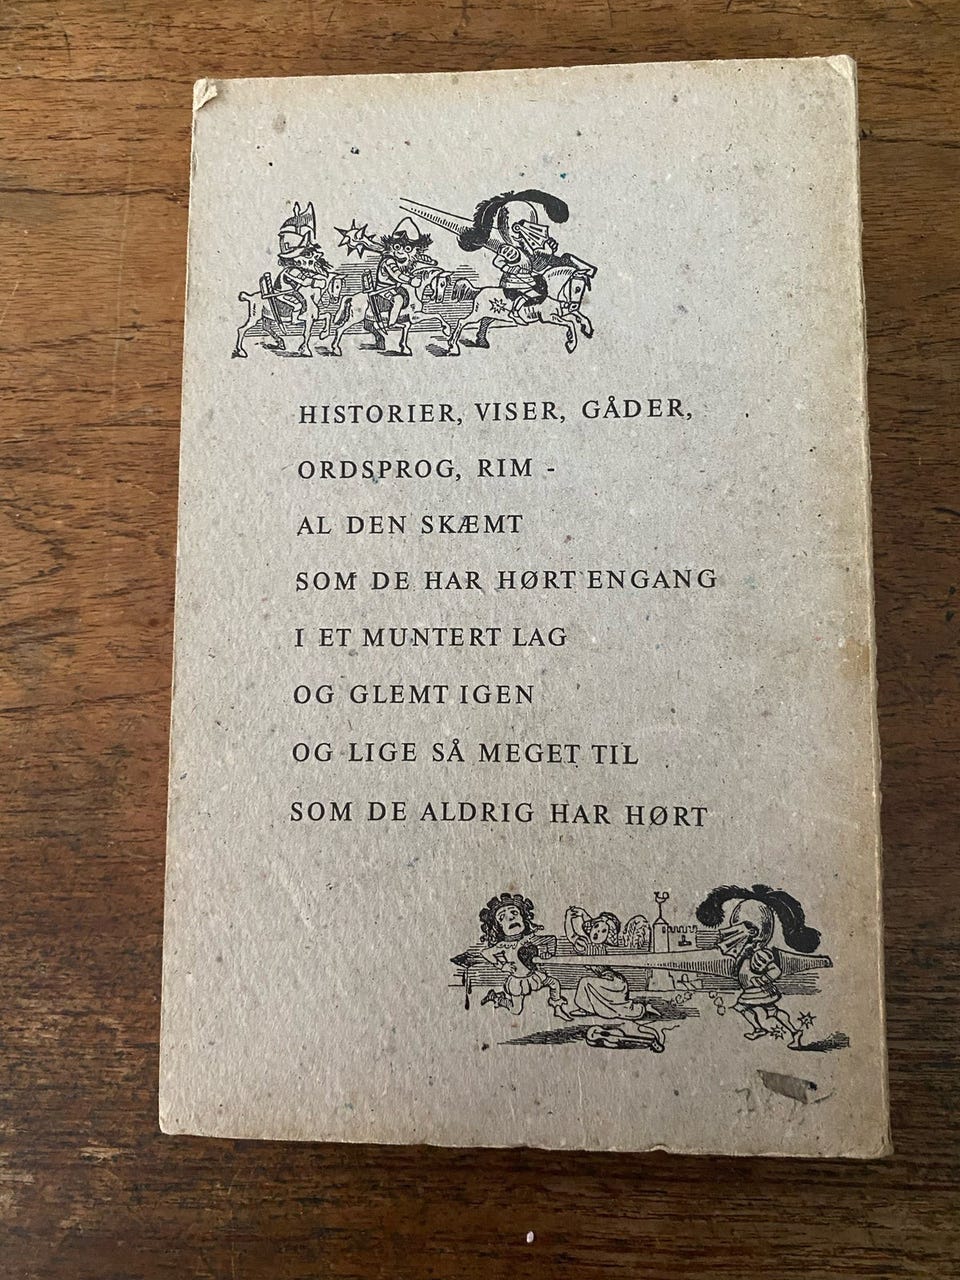 HISTORIER, VISER, GÅDER,
ORDSPROG, RIM -
AL DEN SKÆMT
SOM DE HAR HØRT ENGANG
I ET MUNTERT LAG
OG GLEMT IGEN
OG LIGE SÅ MEGET TIL
SOM DE ALDRIG HAR HØRT